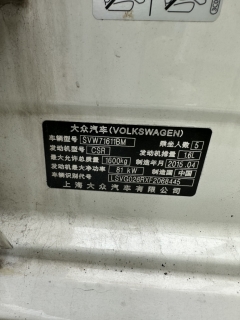 大众汽车(VOLKSWAGEN)
车辆型号 SVW71611BM 乘坐人数 5
发动机型号 CSR 发动机排量 1.6L
最大允许总质量 1600kg 制造年月 2015.04
发动机最大净功率 81kW 制造国 中国
车辆识别代号 LSVG026RXF2068445
上海大众汽车有限公司